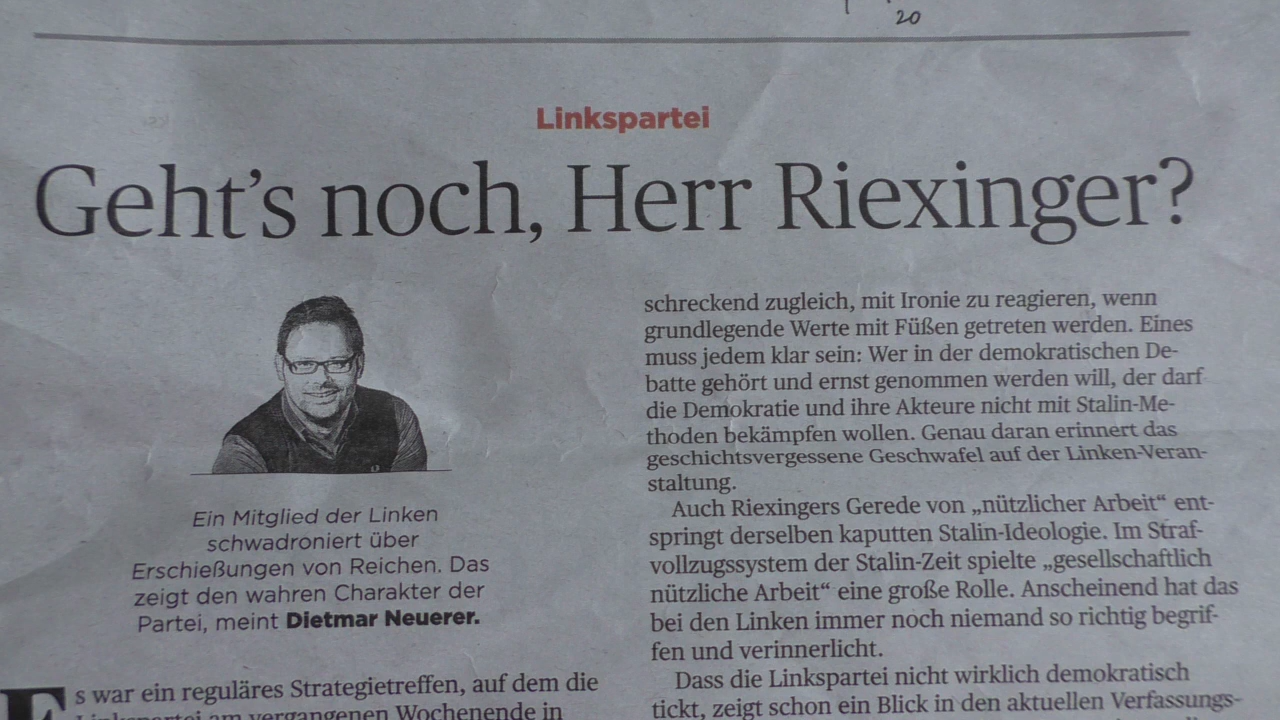 20
Linkspartei
Geht's noch, Herr Riexinger?
Ein Mitglied der Linken
schwadroniert über
Erschießungen von Reichen. Das
zeigt den wahren Charakter der
Partei, meint Dietmar Neuerer.
Es war ein reguläres Strategietreffen, auf dem die
Linkspartei am vergangenen Wochenende in
schreckend zugleich, mit Ironie zu reagieren, wenn
grundlegende Werte mit Füßen getreten werden. Eines
muss jedem klar sein: Wer in der demokratischen De-
batte gehört und ernst genommen werden will, der darf
die Demokratie und ihre Akteure nicht mit Stalin-Me-
thoden bekämpfen wollen. Genau daran erinnert das
geschichtsvergessene Geschwafel auf der Linken-Veran-
staltung.
Auch Riexingers Gerede von „nützlicher Arbeit“ ent-
springt derselben kaputten Stalin-Ideologie. Im Straf-
vollzugssystem der Stalin-Zeit spielte „gesellschaftlich
nützliche Arbeit“ eine große Rolle. Anscheinend hat das
bei den Linken immer noch niemand so richtig begrif-
fen und verinnerlicht.
Dass die Linkspartei nicht wirklich demokratisch
tickt, zeigt schon ein Blick in den aktuellen Verfassungs-